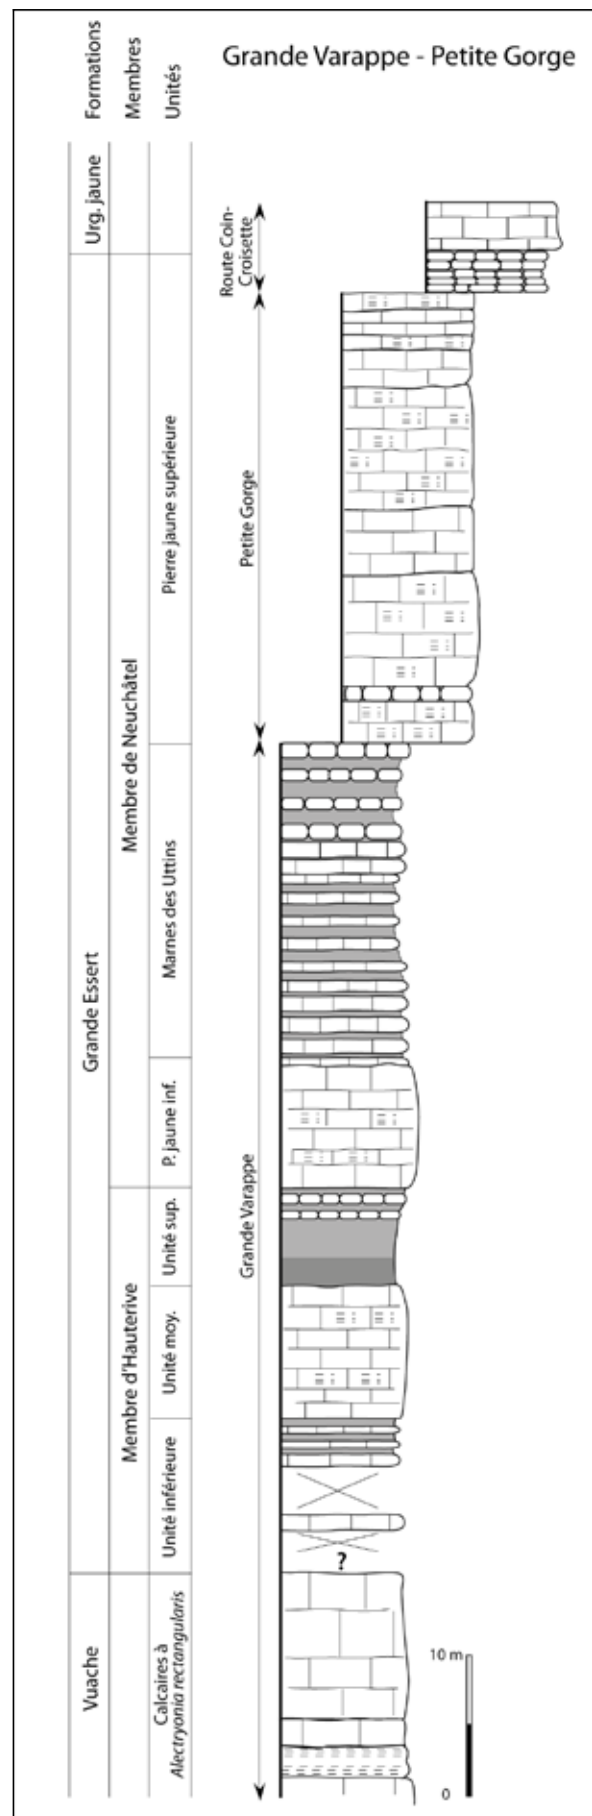 Grande Varappe - Petite Gorge
Formations
Membres
Unités
Urg. jaune
Route Coin-
Croisette
Petite Gorge
Pierre jaune supérieure
Membre de Neuchâtel
Marnes des Uttins
Grande Essert
P. jaune inf.
Grande Varappe
Unité sup.
Membre d'Hauterive
Unité moy.
Unité inférieure
?
Vuache
Calcaires à
Alectryonia rectangularis
10 m
0